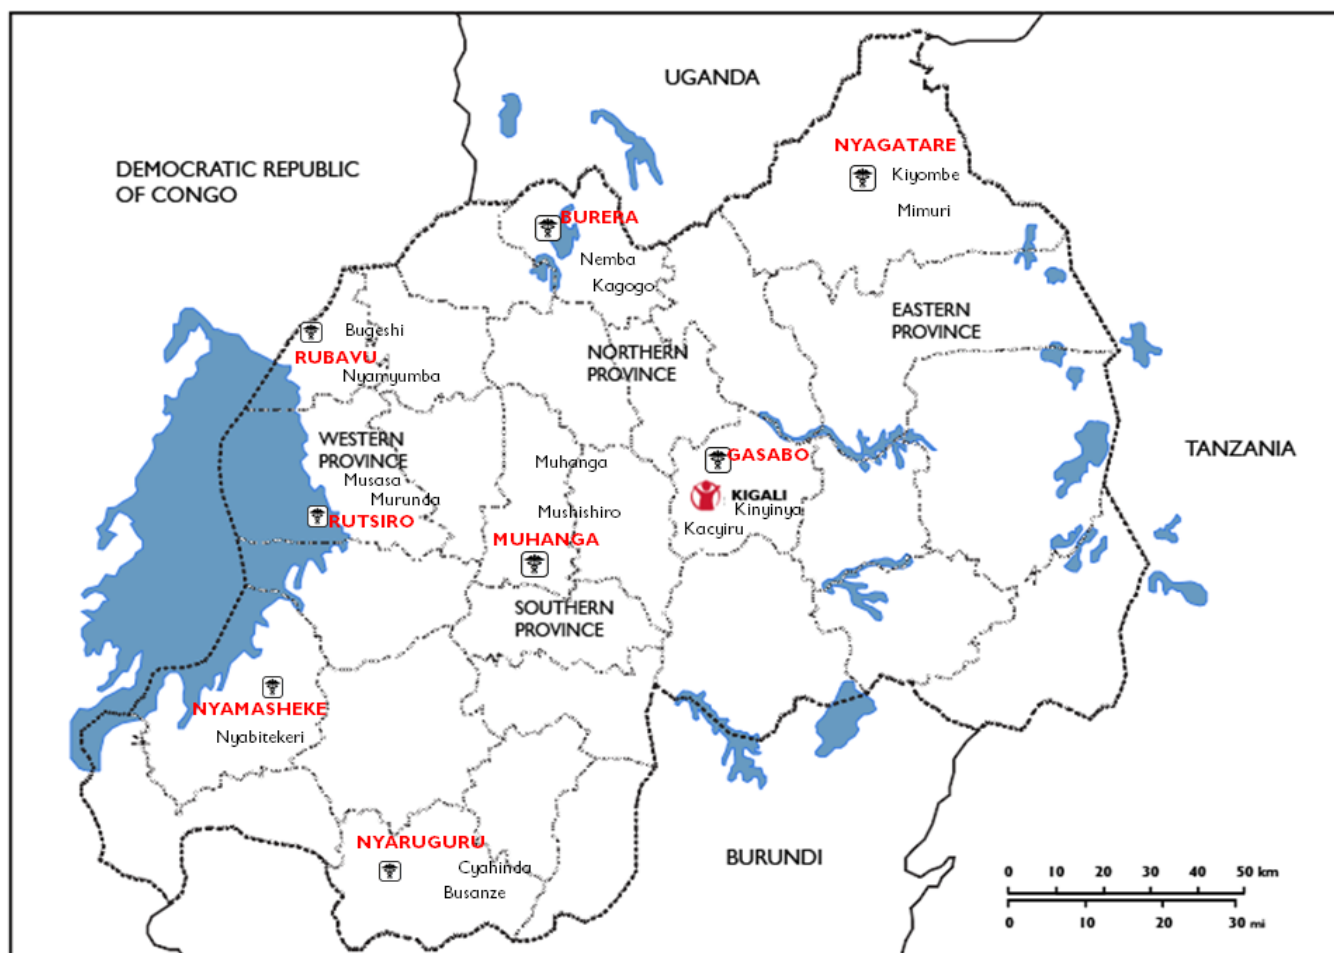 UGANDA
DEMOCRATIC REPUBLIC
OF CONGO
NYAGATARE
Kiyombe
Mimuri
BURERA
Nemba
Kagogo
EASTERN
PROVINCE
Bugeshi
RUBAVU
Nyamyumba
NORTHERN
PROVINCE
WESTERN
PROVINCE
Musasa
Murunda
RUTSIRO
Muhanga
Mushishiro
MUHANGA
GASABO
KIGALI
Kinyinya
Kacyiru
TANZANIA
SOUTHERN
PROVINCE
NYAMASHEKE
Nyabitekeri
NYARUGURU
Cyahinda
Busanze
BURUNDI
0 10 20 30 40 50 km
0 10 20 30 mi